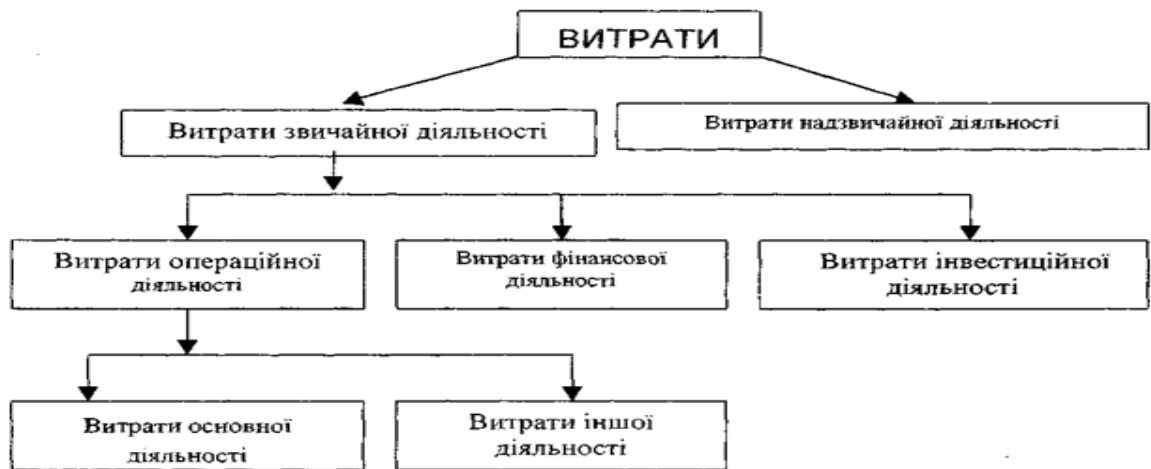 ВИТРАТИ
Витрати звичайної діяльності
Витрати надзвичайної діяльності
Витрати операційної
діяльності
Витрати фінансової
діяльності
Витрати інвестиційної
діяльності
Витрати основної
діяльності
Витрати іншої
діяльності